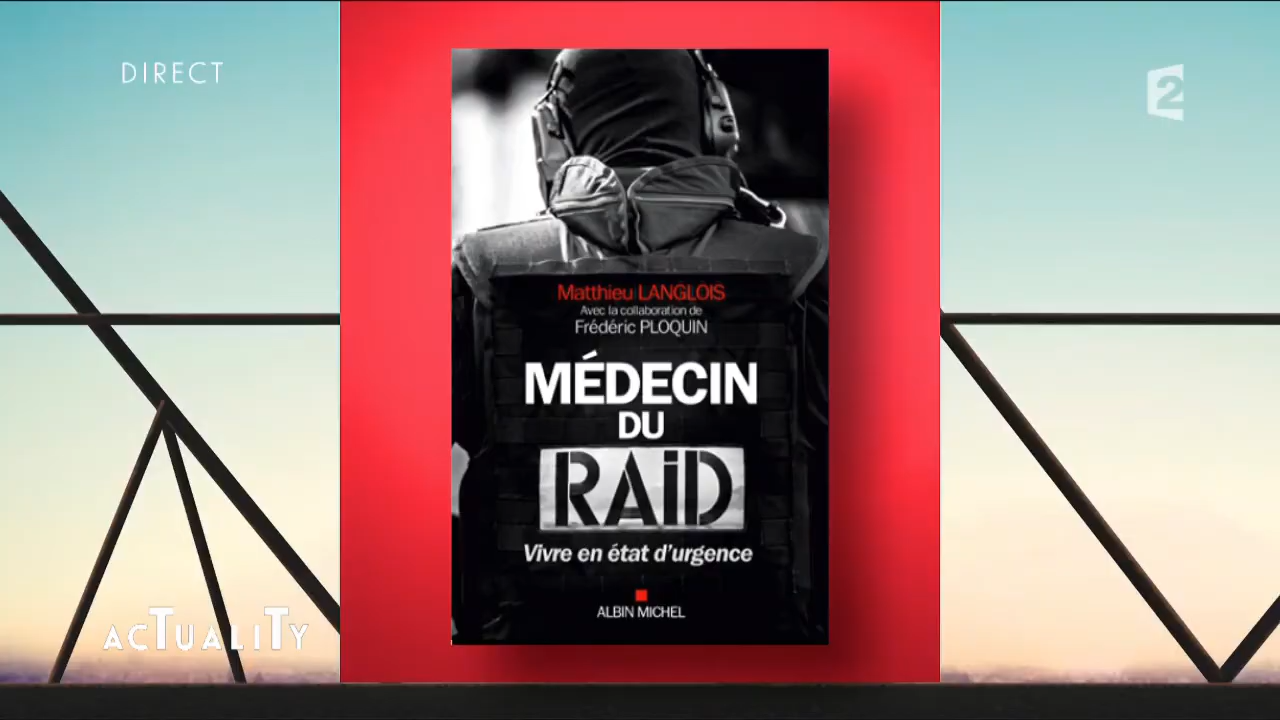 DIRECT
2
Matthieu LANGLOIS
Avec la collaboration de
Frédéric PLOQUIN
MÉDECIN
DU
RAiD
Vivre en état d'urgence
ALBIN MICHEL
ACTUALITY